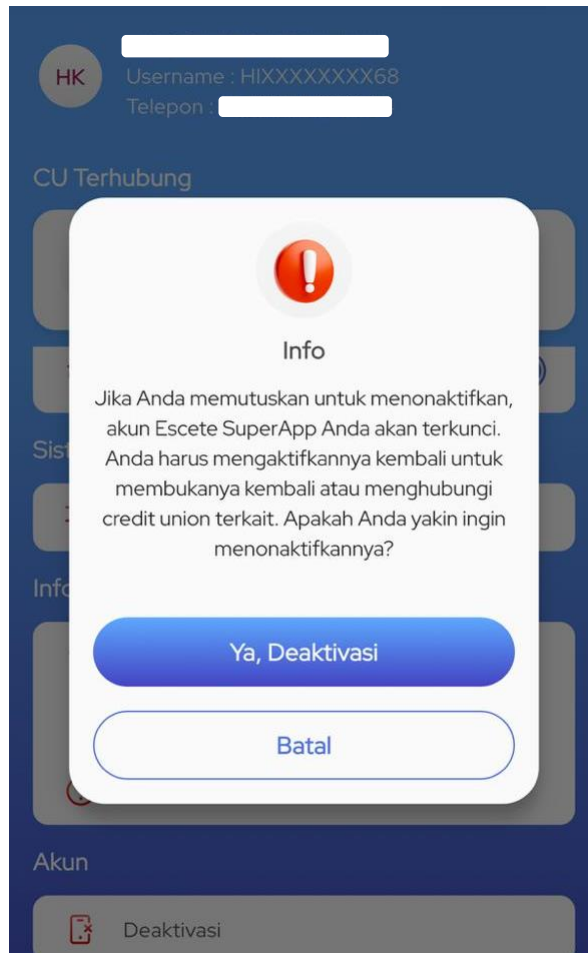 HK
Username : HIXXXXXXXX68
Telepon :
CU Terhubung
Info
Jika Anda memutuskan untuk menonaktifkan,
akun Escete SuperApp Anda akan terkunci.
Anda harus mengaktifkannya kembali untuk
membukanya kembali atau menghubungi
credit union terkait. Apakah Anda yakin ingin
menonaktifkannya?
Ya, Deaktivasi
Batal
Akun
Deaktivasi